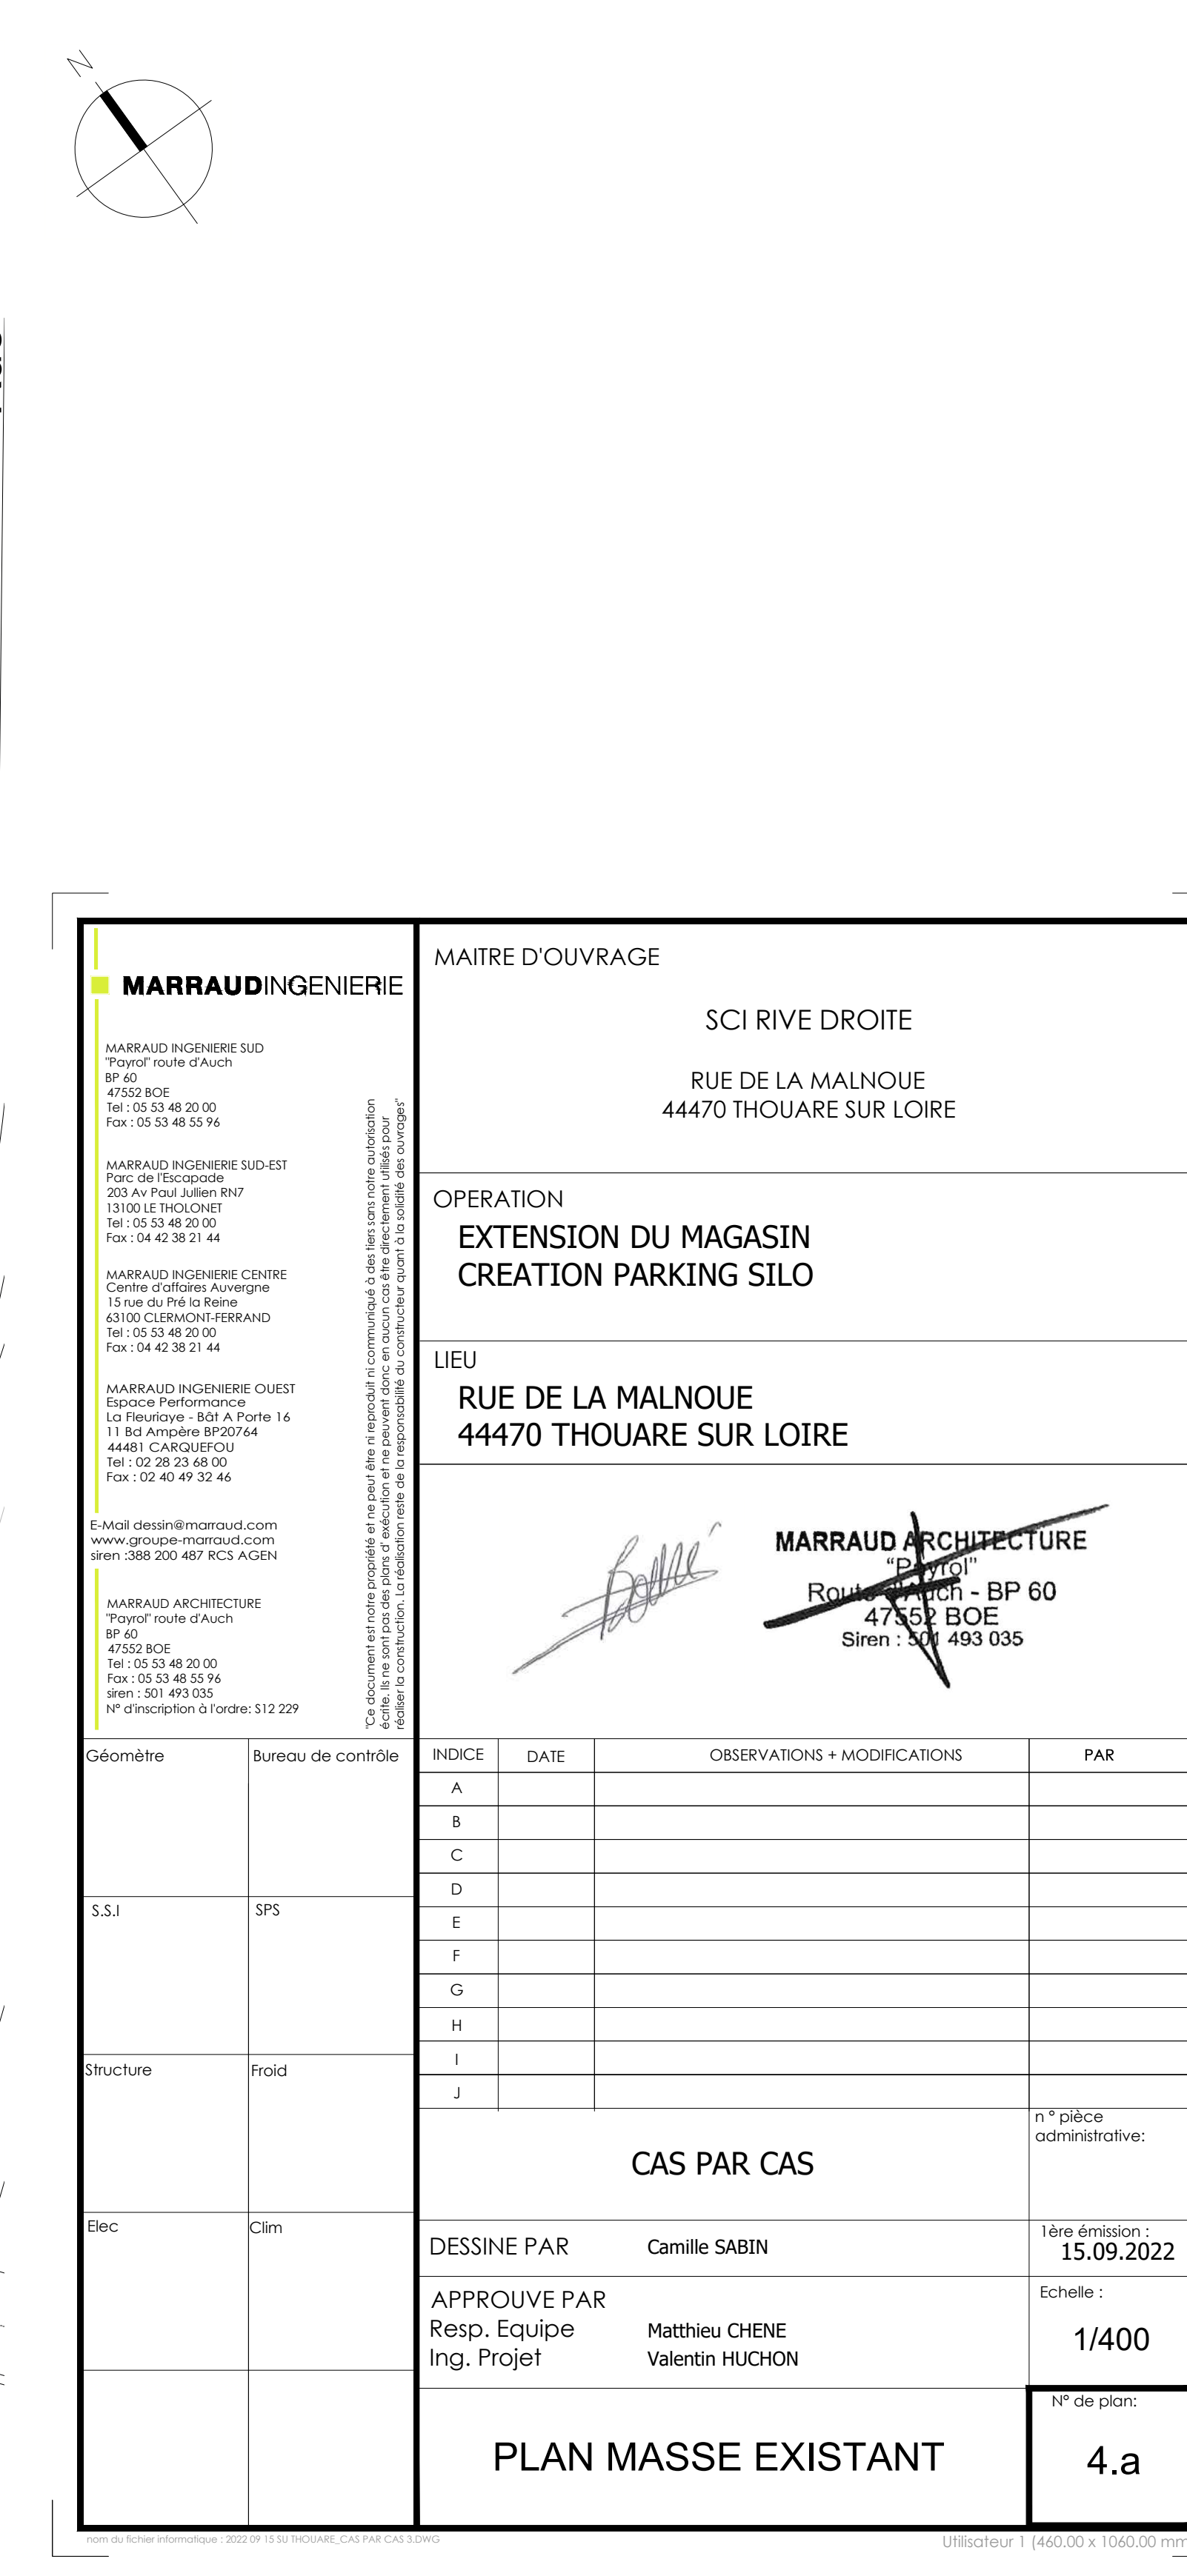 N
MARRAUDINGENIERIE
MARRAUD INGENIERIE SUD
"Payrol" route d'Auch
BP 60
47552 BOE
Tel : 05 53 48 20 00
Fax : 05 53 48 55 96
MARRAUD INGENIERIE SUD-EST
Parc de l'Escapade
203 Av Paul Jullien RN7
13100 LE THOLONET
Tel : 05 53 48 20 00
Fax : 04 42 38 21 44
MARRAUD INGENIERIE CENTRE
Centre d'affaires Auvergne
15 rue du Pré la Reine
63100 CLERMONT-FERRAND
Tel : 05 53 48 20 00
Fax : 04 42 38 21 44
MARRAUD INGENIERIE OUEST
Espace Performance
La Fleuriaye - Bât A Porte 16
11 Bd Ampère BP20764
44481 CARQUEFOU
Tel : 02 28 23 68 00
Fax : 02 40 49 32 46
E-Mail dessin@marraud.com
www.groupe-marraud.com
siren :388 200 487 RCS AGEN
MARRAUD ARCHITECTURE
"Payrol" route d'Auch
BP 60
47552 BOE
Tel : 05 53 48 20 00
Fax : 05 53 48 55 96
siren : 501 493 035
N° d'inscription à l'ordre: S12 229
"Ce document est notre propriété et ne peut être ni reproduit ni communiqué à des tiers sans notre autorisation
écrite. Ils ne sont pas des plans d' exécution et ne peuvent donc en aucun cas être directement utilisés pour
réaliser la construction. La réalisation reste de la responsabilité du constructeur quant à la solidité des ouvrages"
MAITRE D'OUVRAGE
SCI RIVE DROITE
RUE DE LA MALNOUE
44470 THOUARE SUR LOIRE
OPERATION
EXTENSION DU MAGASIN
CREATION PARKING SILO
LIEU
RUE DE LA MALNOUE
44470 THOUARE SUR LOIRE
MARRAUD ARCHITECTURE
"Payrol"
Route d'Auch - BP 60
47552 BOE
Siren : 501 493 035
Géomètre
Bureau de contrôle
S.S.I
SPS
Structure
Froid
Elec
Clim
INDICE DATE OBSERVATIONS + MODIFICATIONS PAR
A
B
C
D
E
F
G
H
I
J
CAS PAR CAS
n ° pièce
administrative:
DESSINE PAR Camille SABIN
1ère émission :
15.09.2022
APPROUVE PAR
Resp. Equipe Matthieu CHENE
Ing. Projet Valentin HUCHON
Echelle :
1/400
PLAN MASSE EXISTANT
N° de plan:
4.a
nom du fichier informatique : 2022 09 15 SU THOUARE_CAS PAR CAS 3.DWG
Utilisateur 1 (460.00 x 1060.00 mm